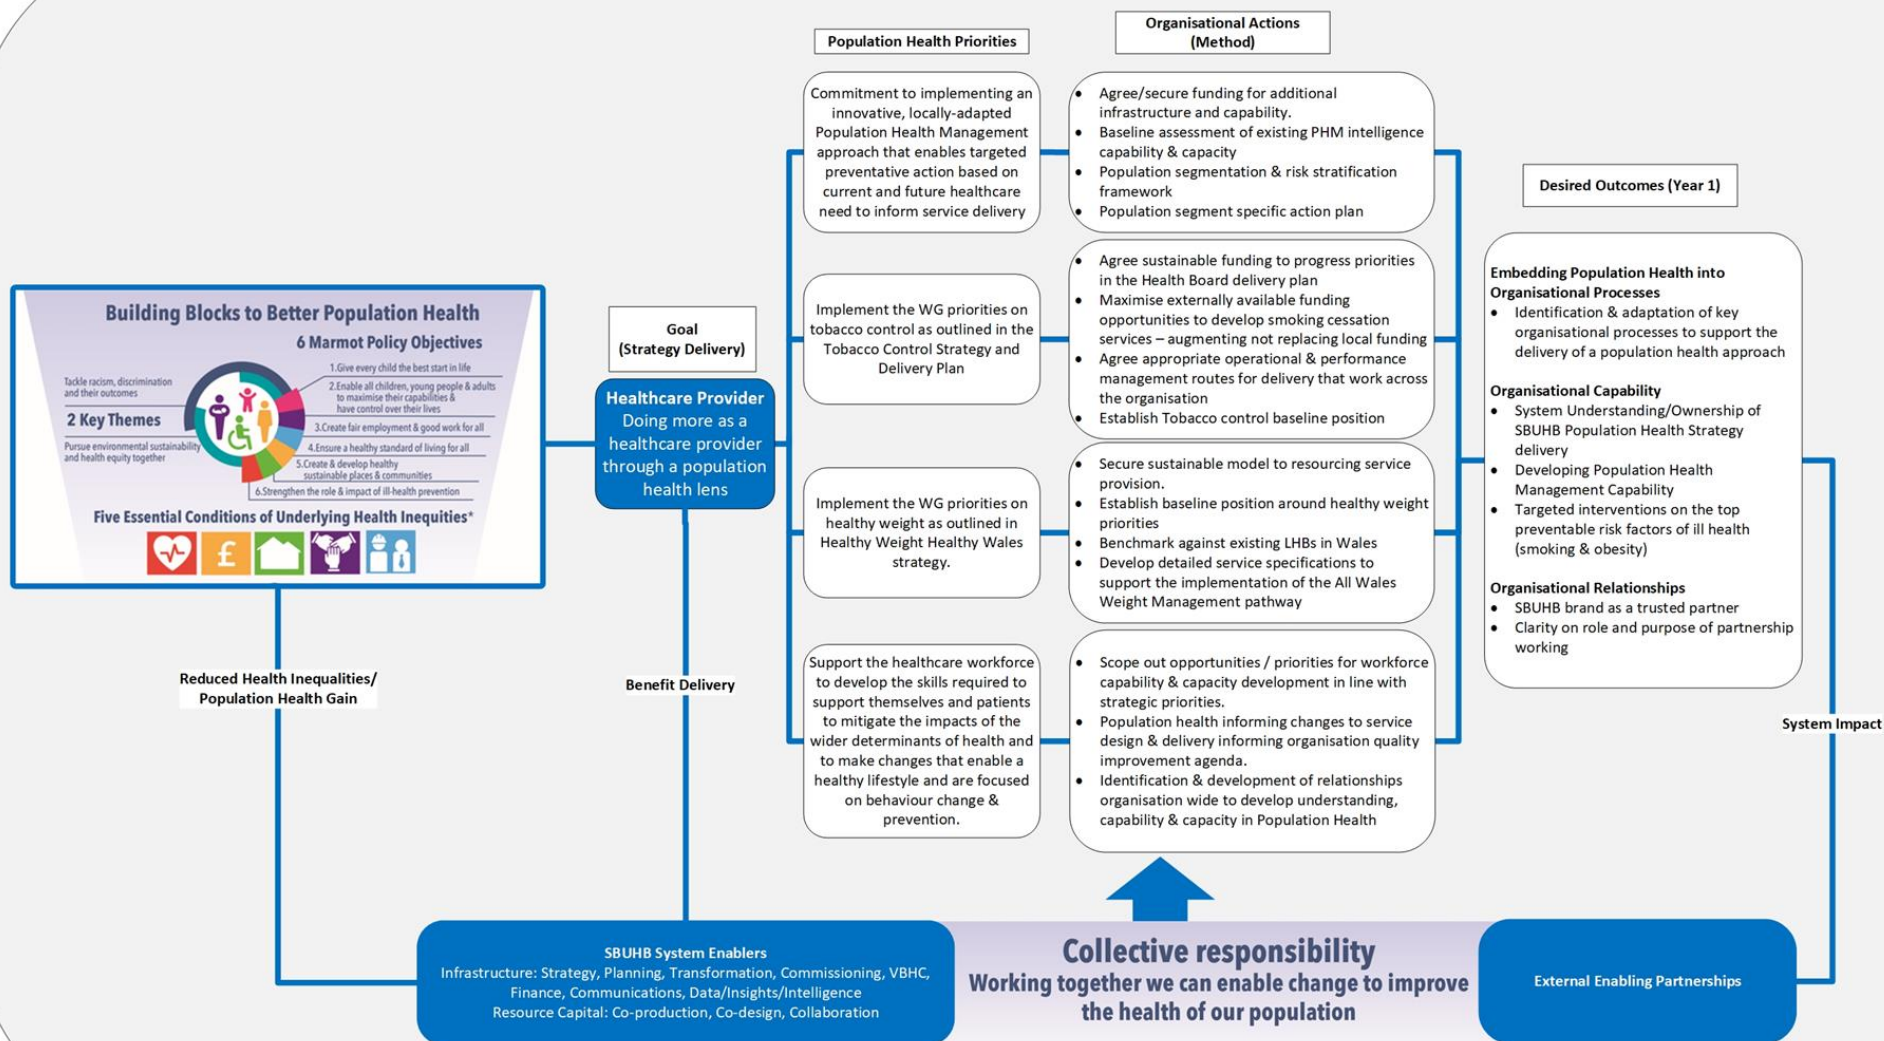 Building Blocks to Better Population Health
6 Marmot Policy Objectives
Tackle racism, discrimination
and their outcomes
2 Key Themes
Pursue environmental sustainability
and health equity together
1.Give every child the best start in life
2.Enable all children, young people & adults
to maximise their capabilities &
have control over their lives
3.Create fair employment & good work for all
4.Ensure a healthy standard of living for all
5.Create & develop healthy
sustainable places & communities
6.Strengthen the role & impact of ill-health prevention
Five Essential Conditions of Underlying Health Inequities*
£
Goal
(Strategy Delivery)
Healthcare Provider
Doing more as a
healthcare provider
through a population
health lens
Population Health Priorities
Commitment to implementing an
innovative, locally-adapted
Population Health Management
approach that enables targeted
preventative action based on
current and future healthcare
need to inform service delivery
Implement the WG priorities on
tobacco control as outlined in the
Tobacco Control Strategy and
Delivery Plan
Implement the WG priorities on
healthy weight as outlined in
Healthy Weight Healthy Wales
strategy.
Support the healthcare workforce
to develop the skills required to
support themselves and patients
to mitigate the impacts of the
wider determinants of health and
to make changes that enable a
healthy lifestyle and are focused
on behaviour change &
prevention.
Organisational Actions
(Method)
• Agree/secure funding for additional
infrastructure and capability.
• Baseline assessment of existing PHM intelligence
capability & capacity
• Population segmentation & risk stratification
framework
• Population segment specific action plan
• Agree sustainable funding to progress priorities
in the Health Board delivery plan
• Maximise externally available funding
opportunities to develop smoking cessation
services – augmenting not replacing local funding
• Agree appropriate operational & performance
management routes for delivery that work across
the organisation
• Establish Tobacco control baseline position
• Secure sustainable model to resourcing service
provision.
• Establish baseline position around healthy weight
priorities
• Benchmark against existing LHBs in Wales
• Develop detailed service specifications to
support the implementation of the All Wales
Weight Management pathway
• Scope out opportunities / priorities for workforce
capability & capacity development in line with
strategic priorities.
• Population health informing changes to service
design & delivery informing organisation quality
improvement agenda.
• Identification & development of relationships
organisation wide to develop understanding,
capability & capacity in Population Health
Desired Outcomes (Year 1)
Embedding Population Health into
Organisational Processes
• Identification & adaptation of key
organisational processes to support the
delivery of a population health approach
Organisational Capability
• System Understanding/Ownership of
SBUHB Population Health Strategy
delivery
• Developing Population Health
Management Capability
• Targeted interventions on the top
preventable risk factors of ill health
(smoking & obesity)
Organisational Relationships
• SBUHB brand as a trusted partner
• Clarity on role and purpose of partnership
working
Reduced Health Inequalities/
Population Health Gain
Benefit Delivery
System Impact
SBUHB System Enablers
Infrastructure: Strategy, Planning, Transformation, Commissioning, VBHC,
Finance, Communications, Data/Insights/Intelligence
Resource Capital: Co-production, Co-design, Collaboration
Collective responsibility
Working together we can enable change to improve
the health of our population
External Enabling Partnerships